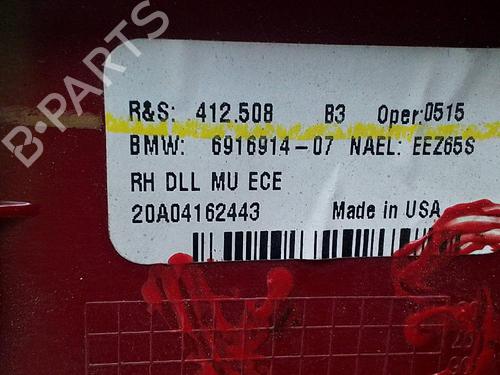 R&S: 412.508 B3 Oper:0515
BMW: 6916914-07 NAEL: EEZ65S
RH DLL MU ECE
20A04162443 Made in USA
B-PARTS